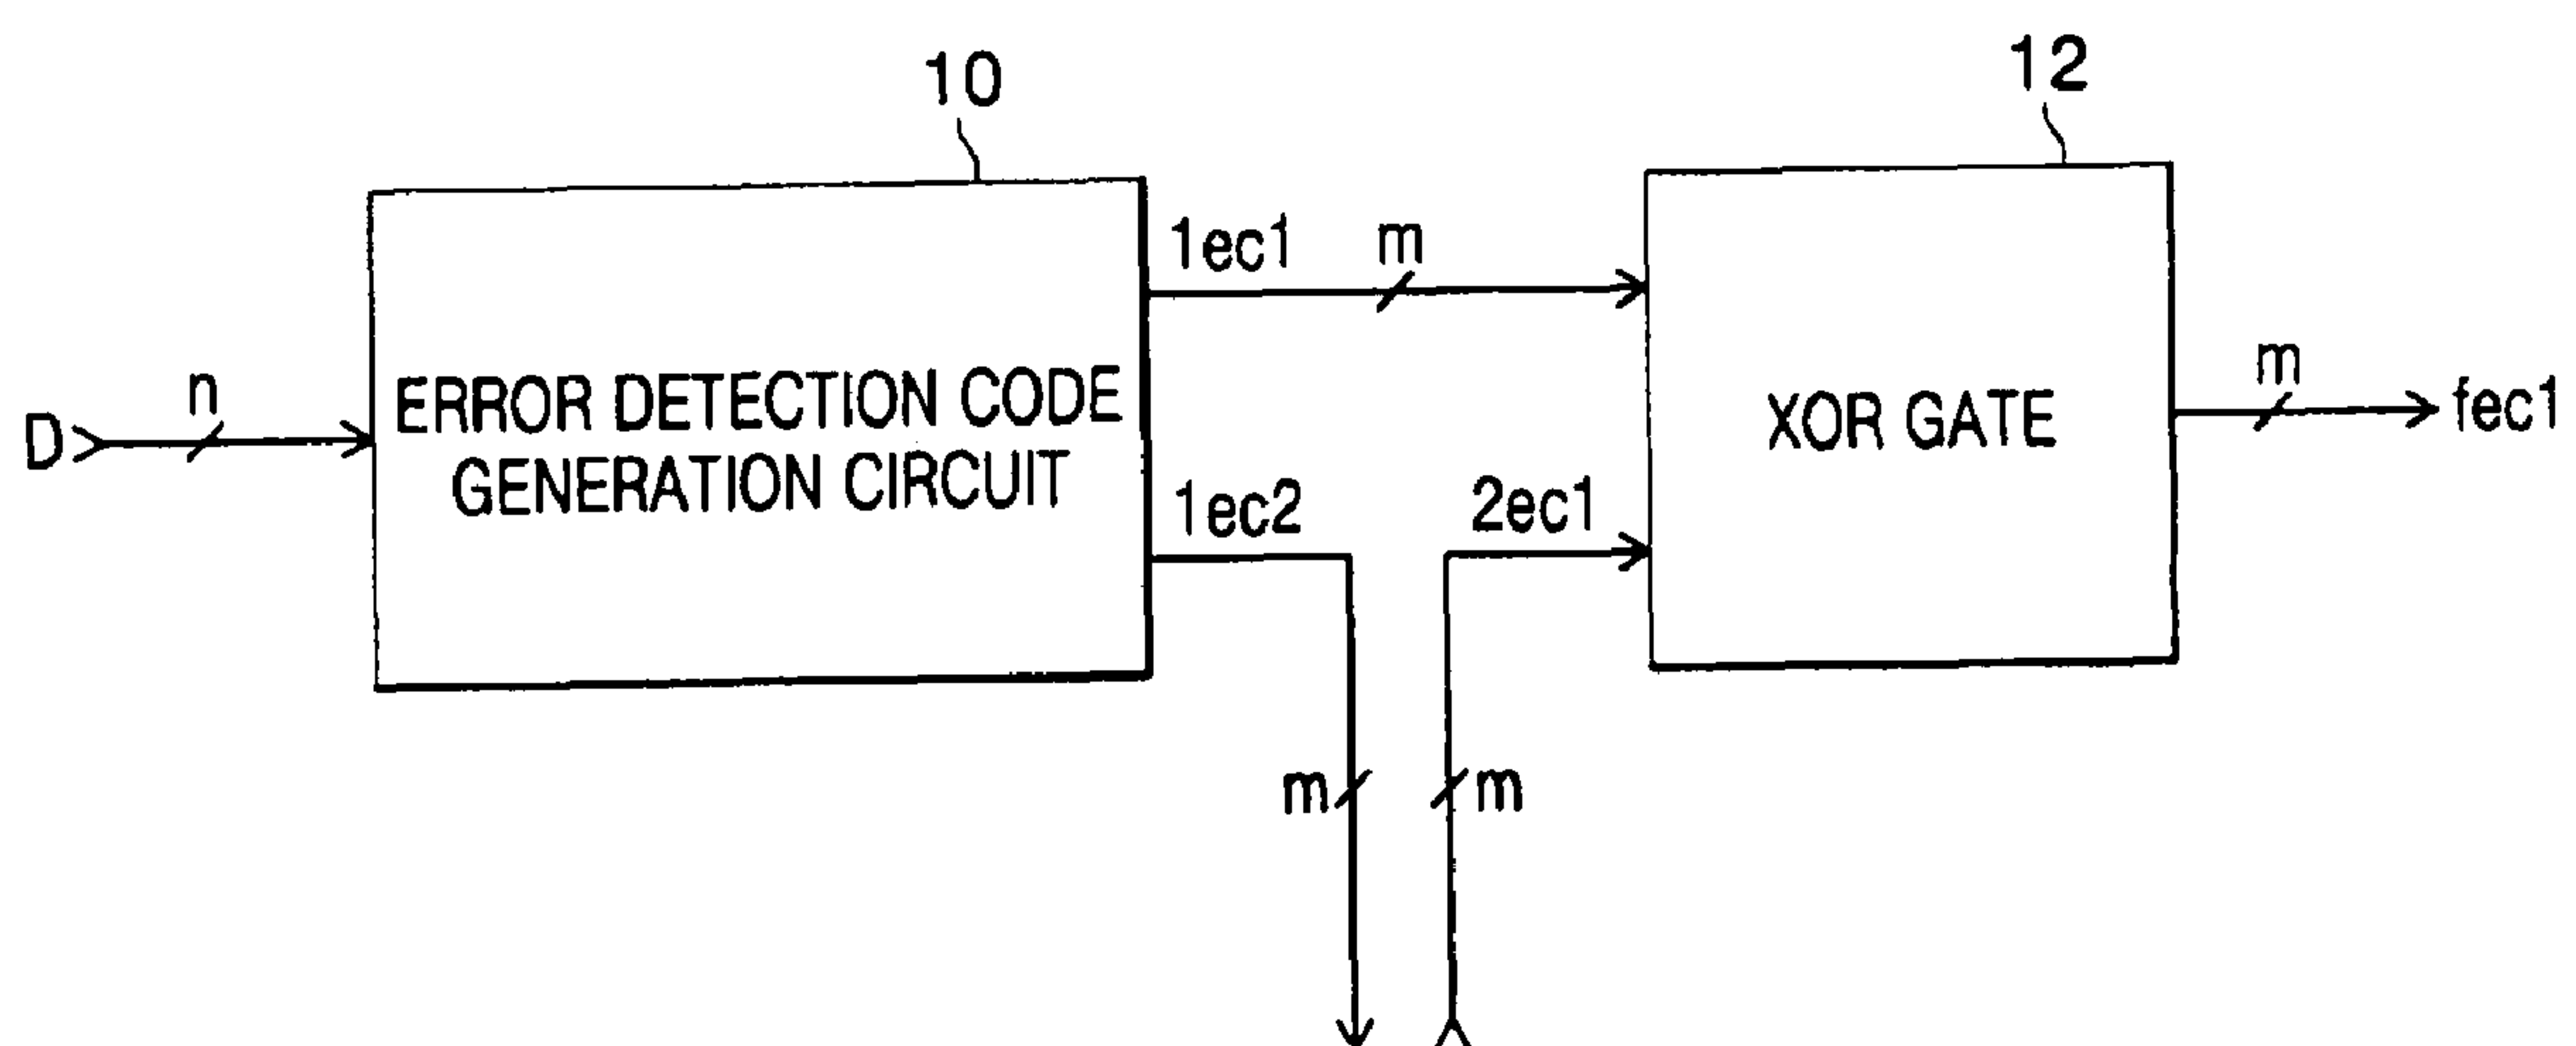 10
12
1ec1
m
D
n
ERROR DETECTION CODE
GENERATION CIRCUIT
XOR GATE
m
fec1
1ec2
2ec1
m
m